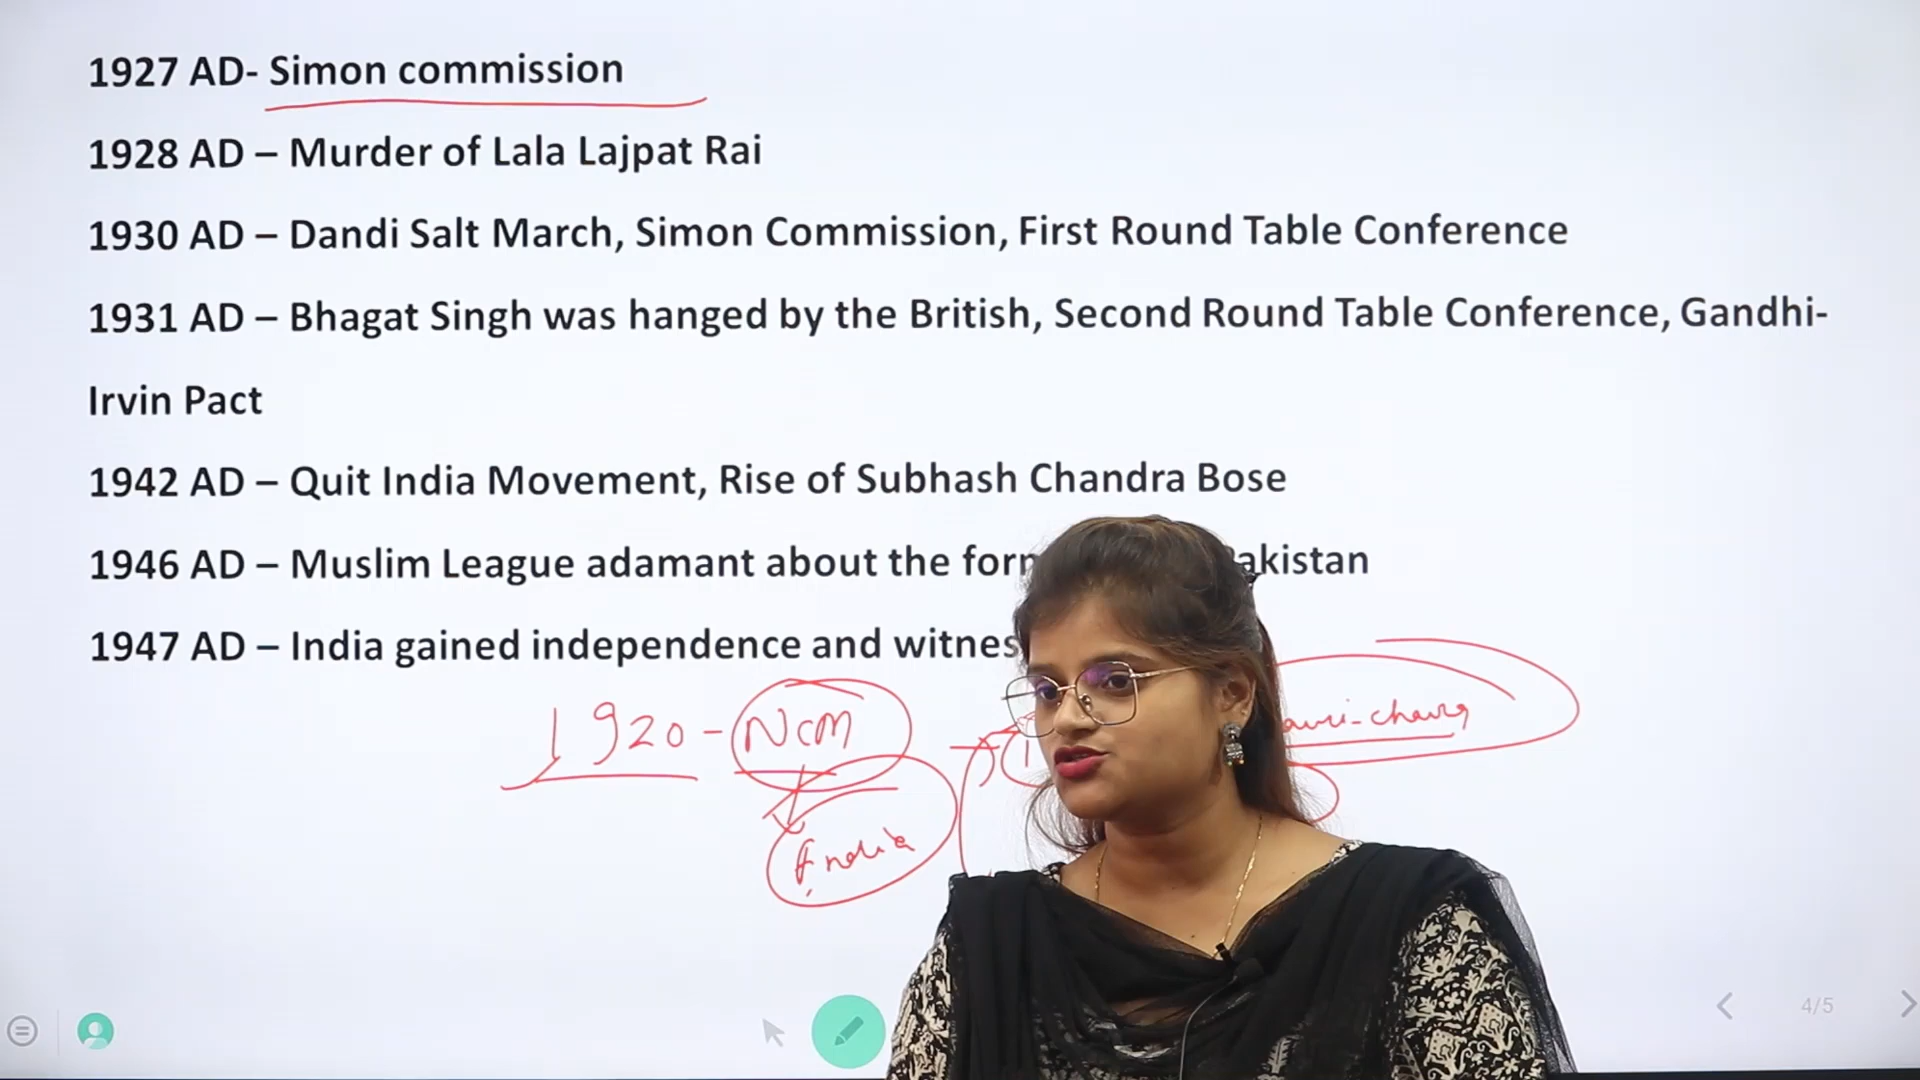 1927 AD- Simon commission
1928 AD – Murder of Lala Lajpat Rai
1930 AD – Dandi Salt March, Simon Commission, First Round Table Conference
1931 AD – Bhagat Singh was hanged by the British, Second Round Table Conference, Gandhi-
Irvin Pact
1942 AD – Quit India Movement, Rise of Subhash Chandra Bose
1946 AD – Muslim League adamant about the
1947 AD – India gained independence and
1920 - NCM
India
4/5